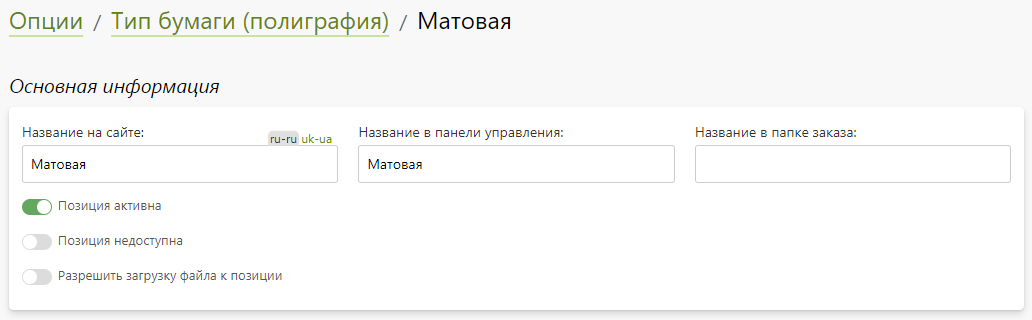 Опции / Тип бумаги (полиграфия) / Матовая
Основная информация
Название на сайте: ru-ru uk-ua
Матовая
Название в панели управления:
Матовая
Название в папке заказа:
Позиция активна
Позиция недоступна
Разрешить загрузку файла к позиции